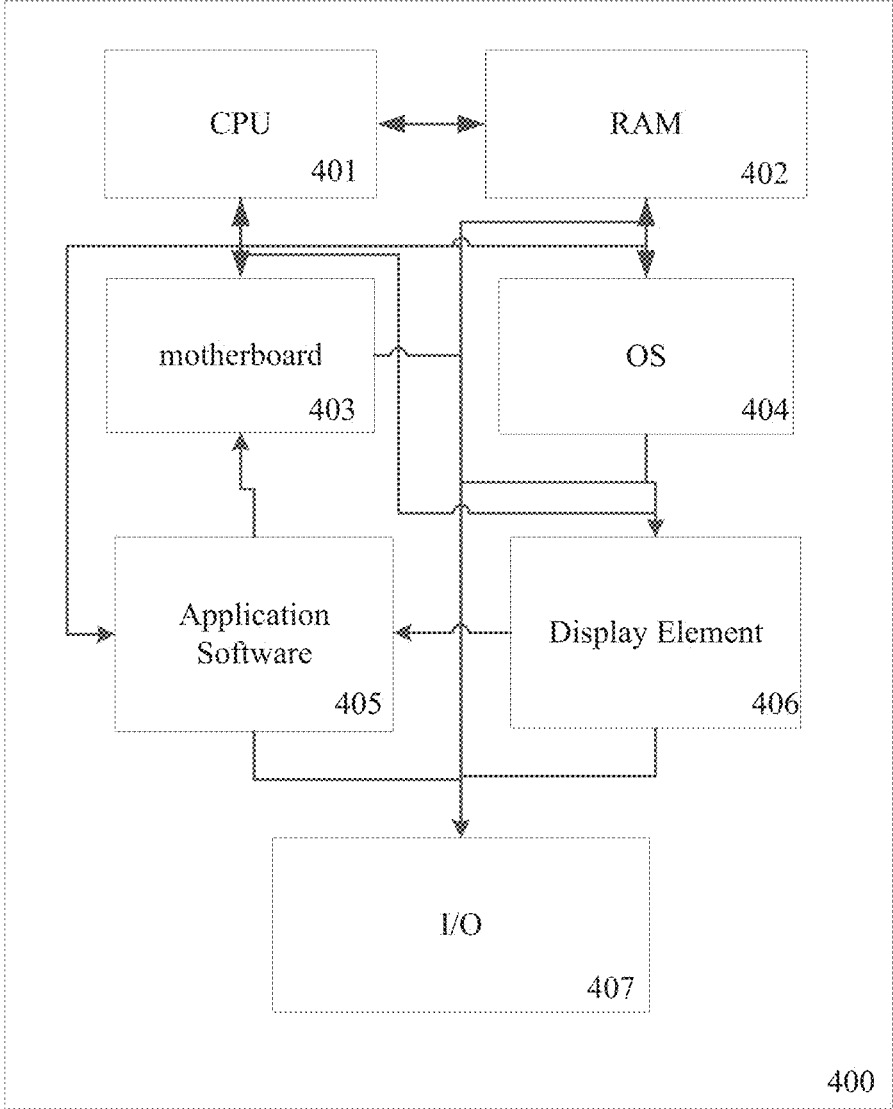 CPU
401
RAM
402
motherboard
403
OS
404
Application
Software
405
Display Element
406
I/O
407
400